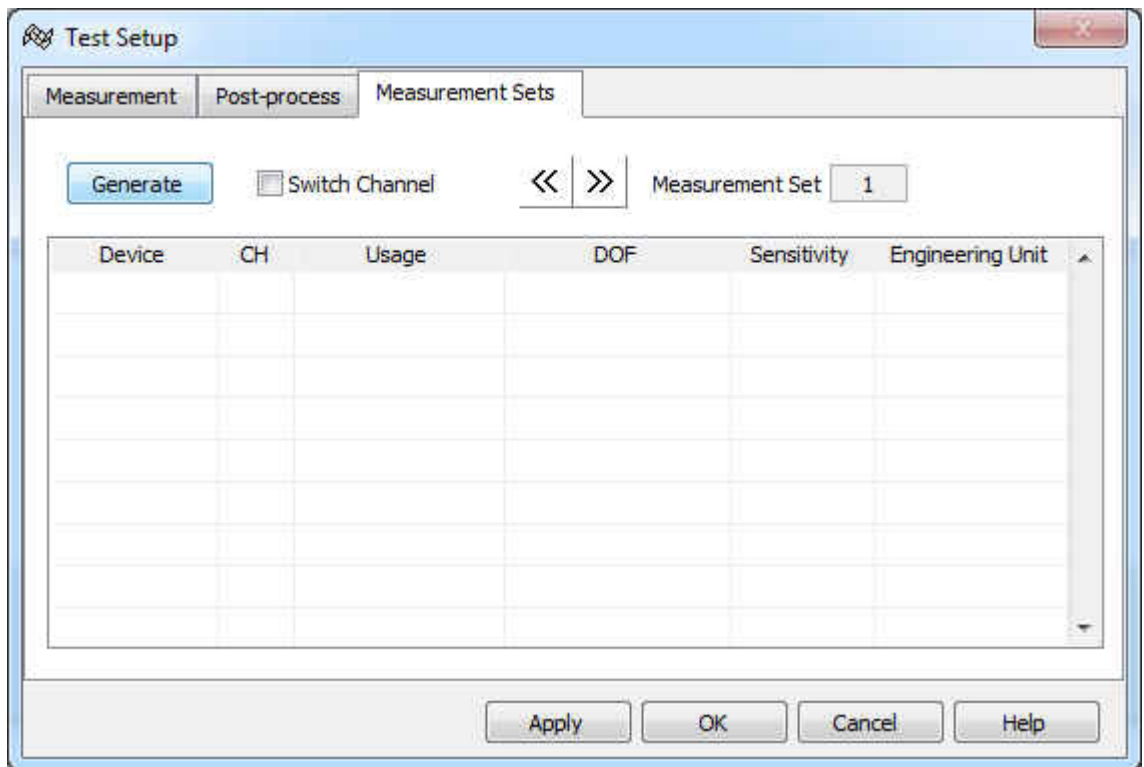 Test Setup
Measurement Post-process Measurement Sets
Generate Switch Channel << >> Measurement Set 1
Device CH Usage DOF Sensitivity Engineering Unit
Apply OK Cancel Help